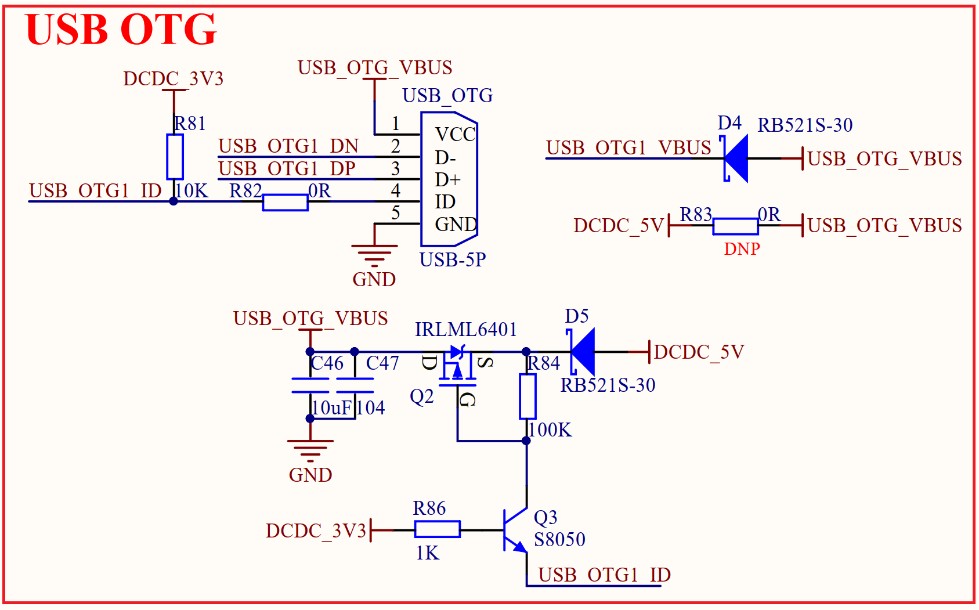 USB OTG
DCDC_3V3
USB_OTG_VBUS
USB_OTG
R81
1
VCC
USB_OTG1_DN
2
D-
USB_OTG1_DP
3
D+
USB_OTG1_ID
10K
R82
0R
4
ID
5
GND
GND
USB-5P
D4
RB521S-30
USB_OTG1_VBUS
USB_OTG_VBUS
DCDC_5V
R83
0R
USB_OTG_VBUS
DNP
USB_OTG_VBUS
IRLML6401
D5
C46
C47
D
S
R84
DCDC_5V
RB521S-30
10uF
104
Q2
G
100K
GND
R86
Q3
DCDC_3V3
S8050
1K
USB_OTG1_ID